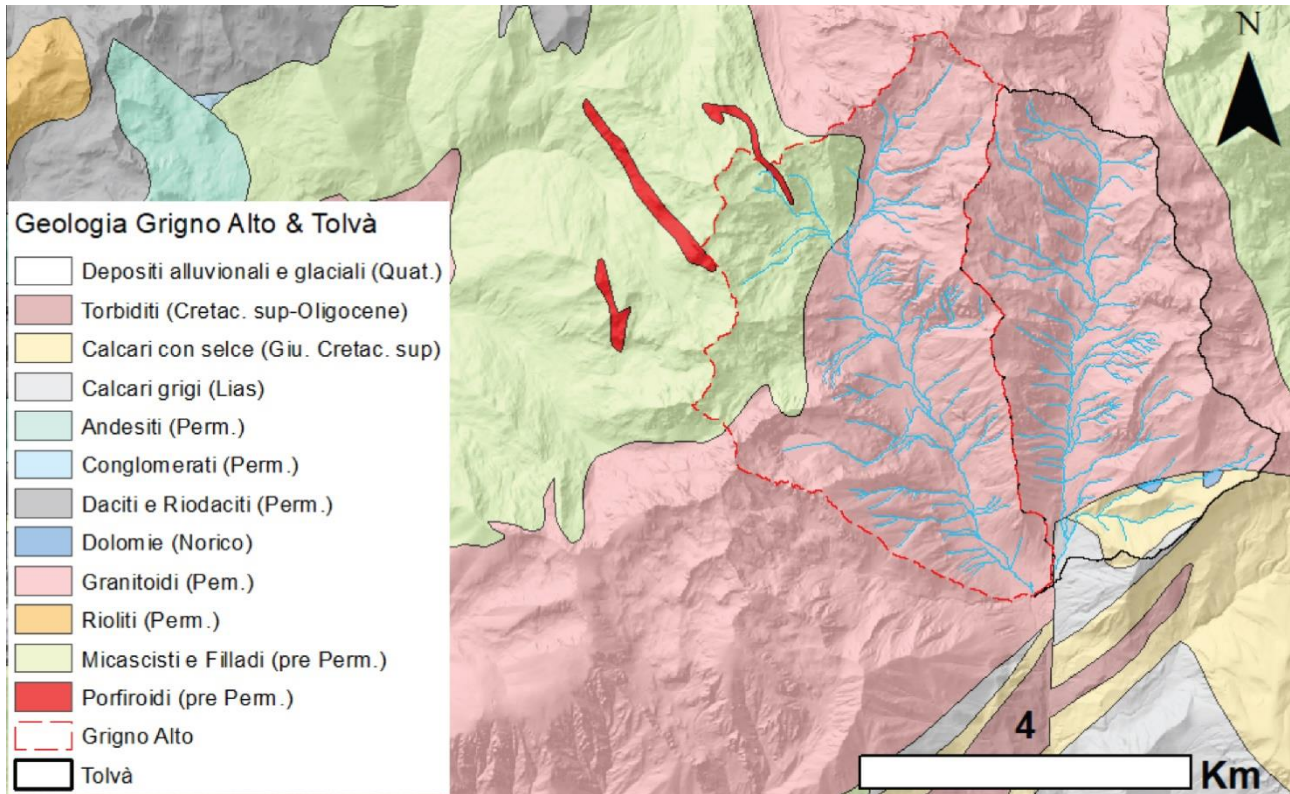 N
Geologia Grigno Alto & Tolvà
Depositi alluvionali e glaciali (Quat.)
Torbiditi (Cretac. sup-Oligocene)
Calcari con selce (Giu. Cretac. sup)
Calcari grigi (Lias)
Andesiti (Perm.)
Conglomerati (Perm.)
Daciti e Riodaciti (Perm.)
Dolomie (Norico)
Granitoidi (Pem.)
Rioliti (Perm.)
Micascisti e Filladi (pre Perm.)
Porfiroidi (pre Perm.)
Grigno Alto
Tolvà
4
Km